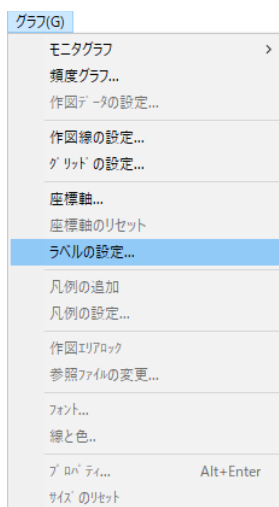 グラフ(G)
モニタグラフ >
頻度グラフ...
作図ﾃﾞｰﾀの設定...
作図線の設定...
ｸﾞﾘｯﾄﾞの設定...
座標軸...
座標軸のリセット
ラベルの設定...
凡例の追加
凡例の設定...
作図ｴﾘｱﾛｯｸ
参照ﾌｧｲﾙの変更...
ﾌｫﾝﾄ...
線と色..
ﾌﾟﾛﾊﾟﾃｨ... Alt+Enter
ｻｲｽﾞのﾘｾｯﾄ